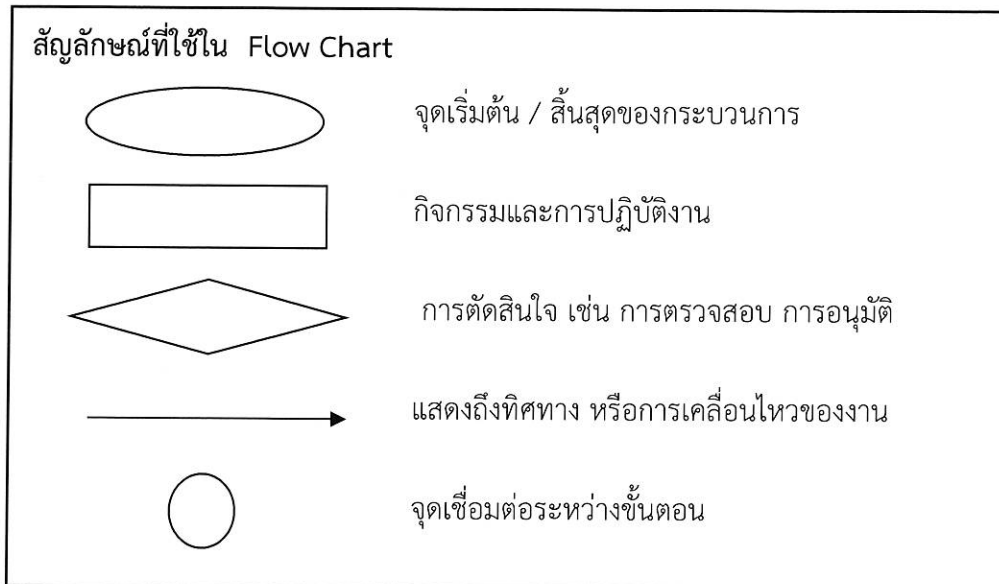 สัญลักษณ์ที่ใช้ใน Flow Chart
จุดเริ่มต้น / สิ้นสุดของกระบวนการ
กิจกรรมและการปฏิบัติงาน
การตัดสินใจ เช่น การตรวจสอบ การอนุมัติ
แสดงถึงทิศทาง หรือการเคลื่อนไหวของงาน
จุดเชื่อมต่อระหว่างขั้นตอน